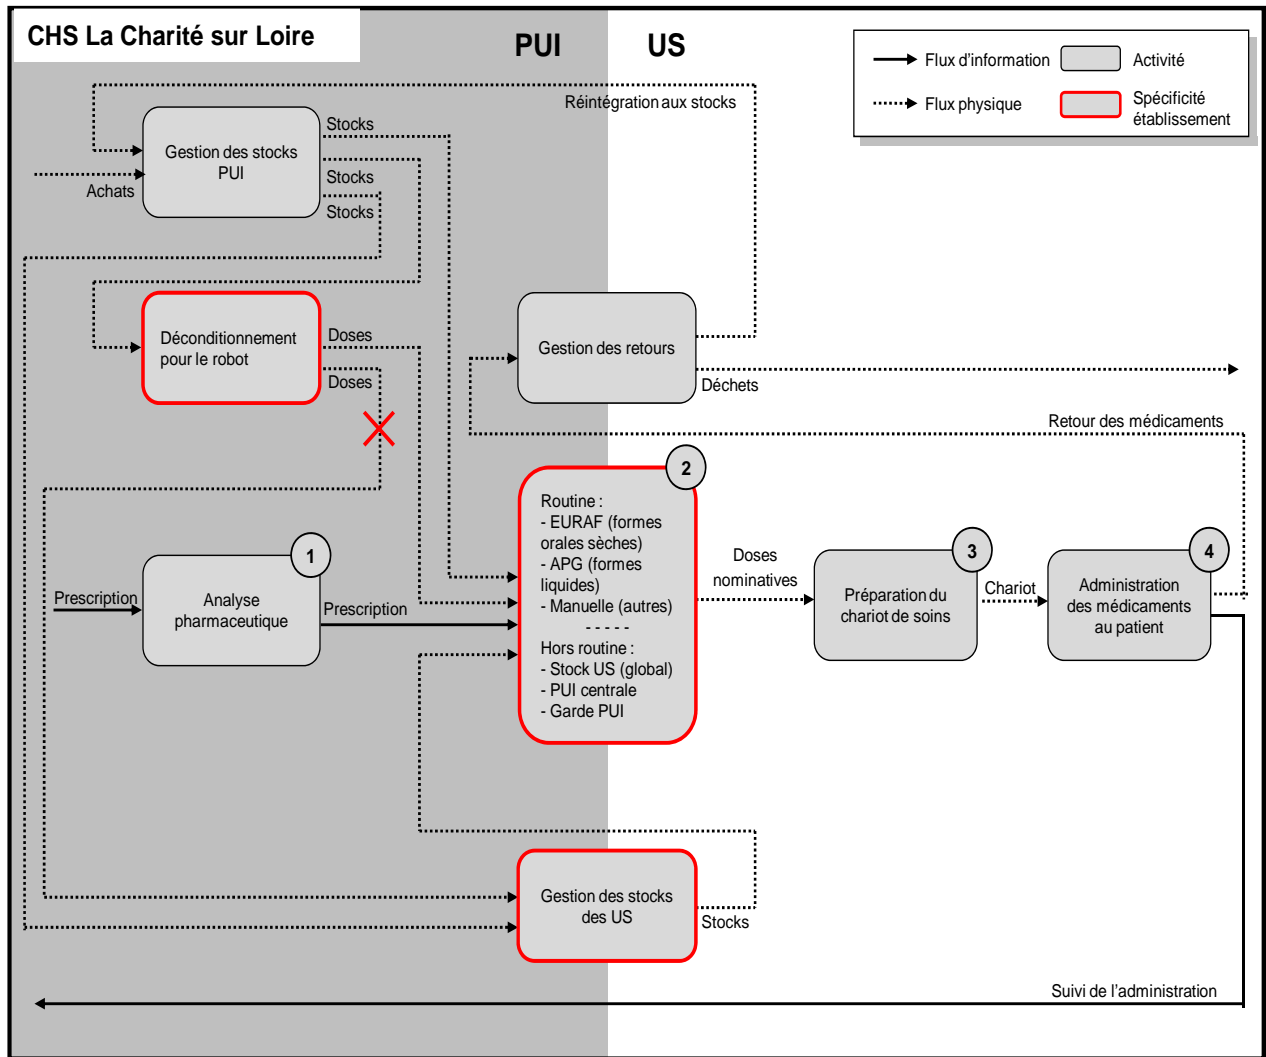 CHS La Charité sur Loire
PUI
US
Flux d'information
Activité
Flux physique
Spécificité
établissement
Réintégration aux stocks
Stocks
Gestion des stocks
PUI
Stocks
Achats
Stocks
Déconditionnement
pour le robot
Doses
Doses
Gestion des retours
Déchets
Retour des médicaments
2
Routine :
- EURAF (formes
orales sèches)
- APG (formes
liquides)
- Manuelle (autres)
- - - - -
Hors routine :
- Stock US (global)
- PUI centrale
- Garde PUI
1
Prescription
Analyse
pharmaceutique
Prescription
Doses
nominatives
3
Préparation du
chariot de soins
Chariot
4
Administration
des médicaments
au patient
Gestion des stocks
des US
Stocks
Suivi de l'administration